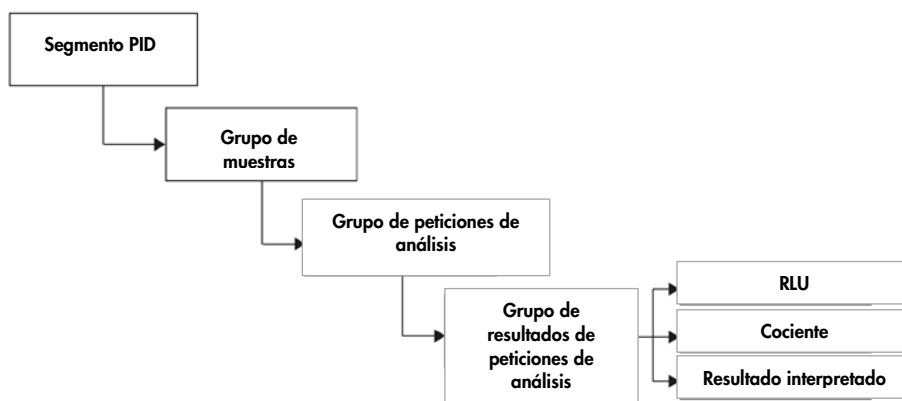 Segmento PID
Grupo de
muestras
Grupo de peticiones de
análisis
Grupo de
resultados de
peticiones de
análisis
RLU
Cociente
Resultado interpretado